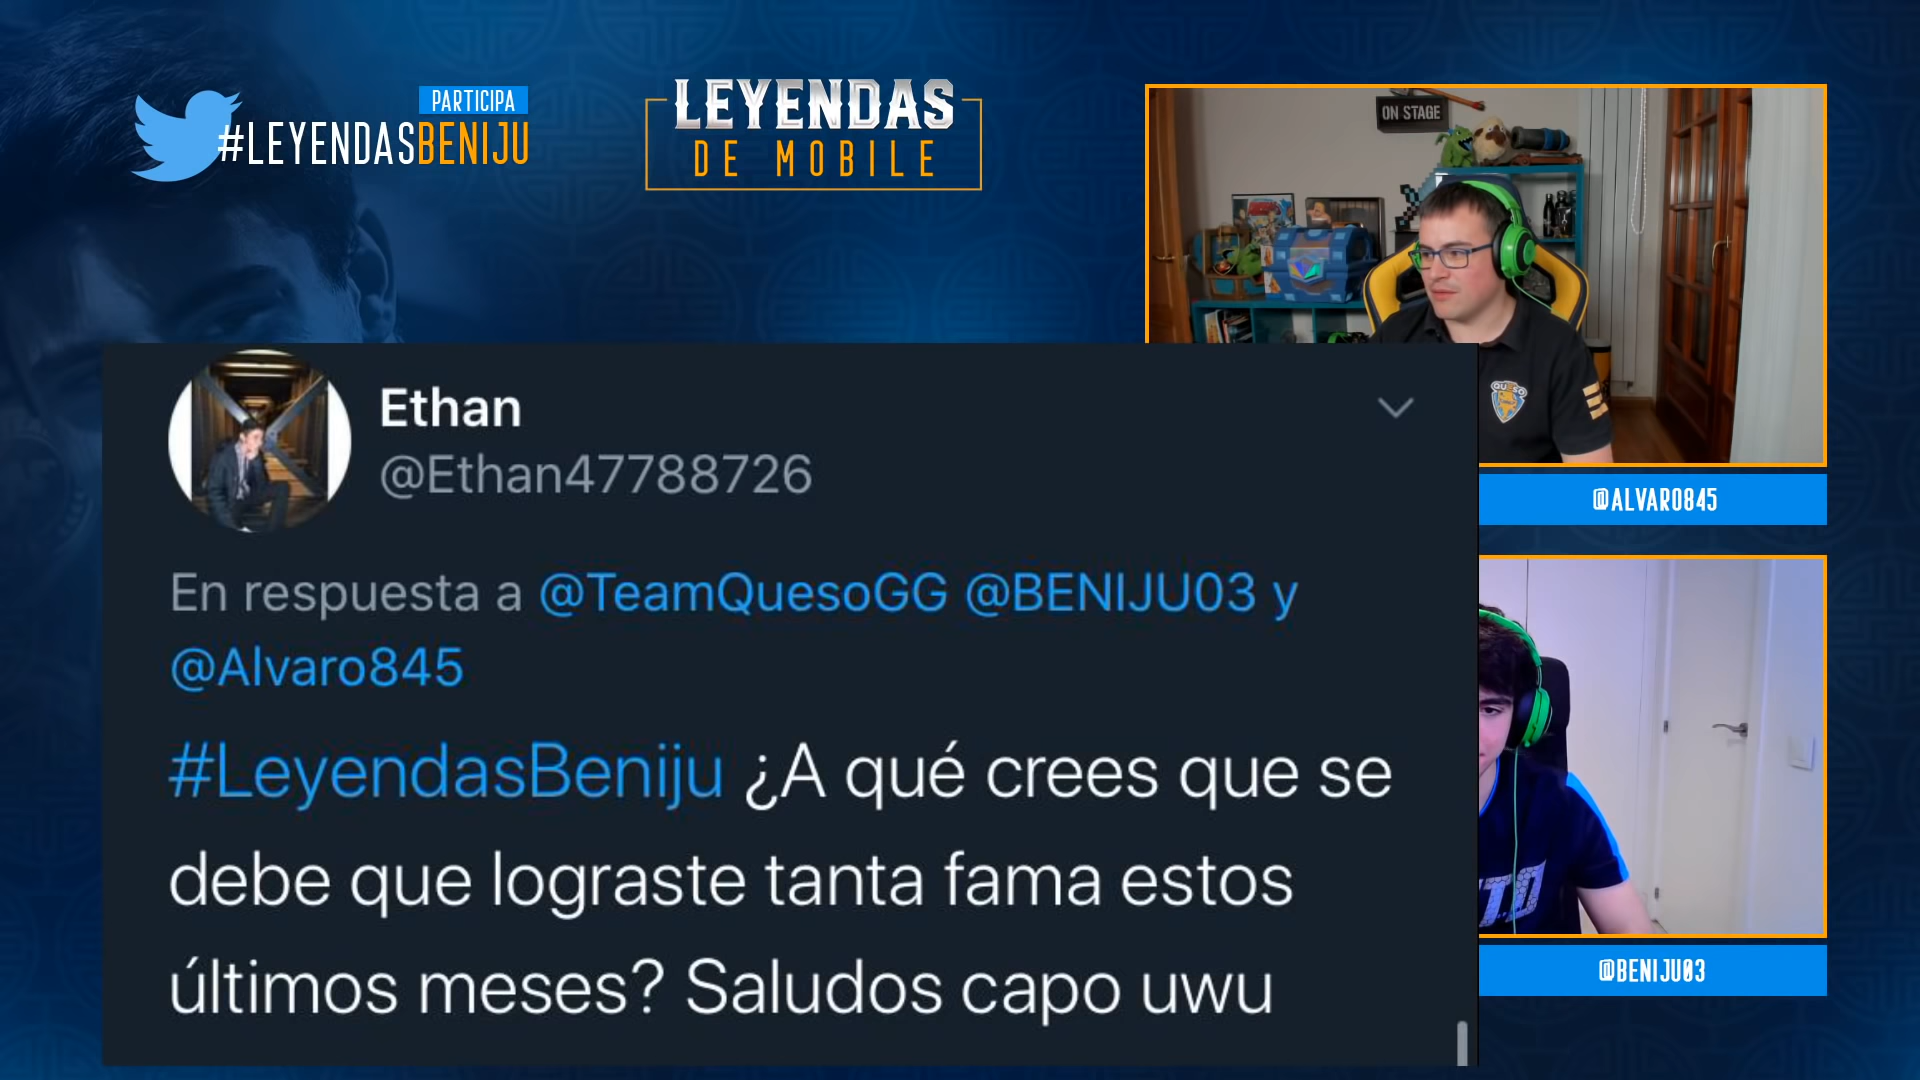 PARTICIPA
#LEYENDASBENIJU
LEYENDAS
DE MOBILE
ON STAGE
QUESO
@ALVARO845
@BENIJU03
Ethan
@Ethan47788726
En respuesta a @TeamQuesoGG @BENIJU03 y
@Alvaro845
#LeyendasBeniju ¿A qué crees que se
debe que lograste tanta fama estos
últimos meses? Saludos capo uwu